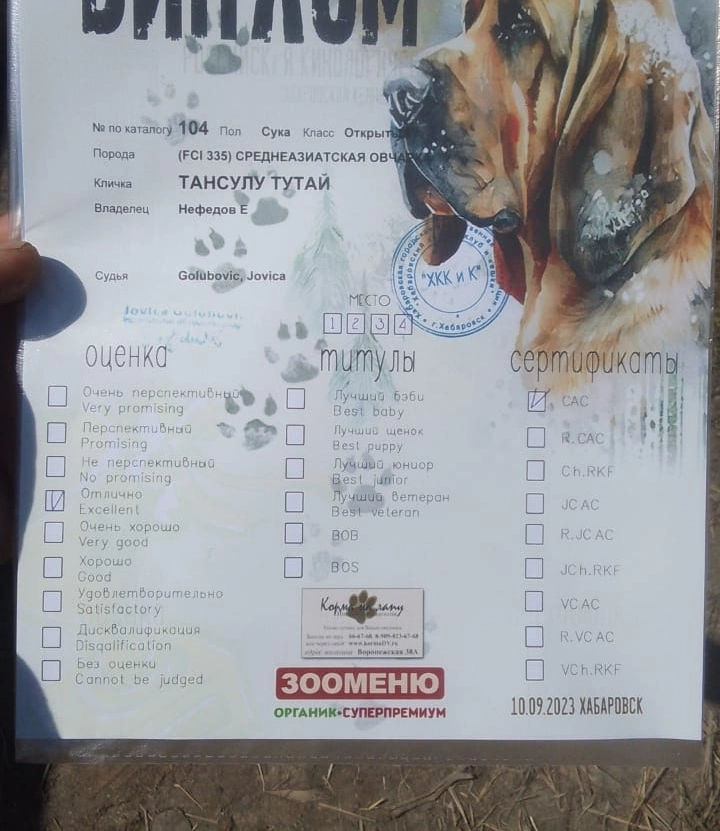 ДИПЛОМ
№ по каталогу 104 Пол Сука Класс
Порода (FCI 335) СРЕДНЕАЗИАТСКАЯ
Кличка ТАНСУЛУ ТУТАЙ
Владелец Нефедов Е
Судья Golubovic, Jovica
"ХКК и К"
г.Хабаровск
МЕСТО
1 2 3 4
оценка
Очень перспективный
Very promising
Перспективный
Promising
Не перспективный
No promising
Отлично
Excellent
Очень хорошо
Very good
Хорошо
Good
Удовлетворительно
Satisfactory
Дисквалификация
Disqalification
Без оценки
Cannot be judged
титулы
Лучший бэби
Best baby
Лучший щенок
Best puppy
Лучший юниор
Best junior
Лучший ветеран
Best veteran
BOB
BOS
сертификаты
CAC
R.CAC
Ch.RKF
JCAC
R.JCAC
JCh.RKF
VCAC
R.VCAC
VCh.RKF
Воронежская 38А
ЗООМЕНЮ
ОРГАНИК•СУПЕРПРЕМИУМ
10.09.2023 ХАБАРОВСК